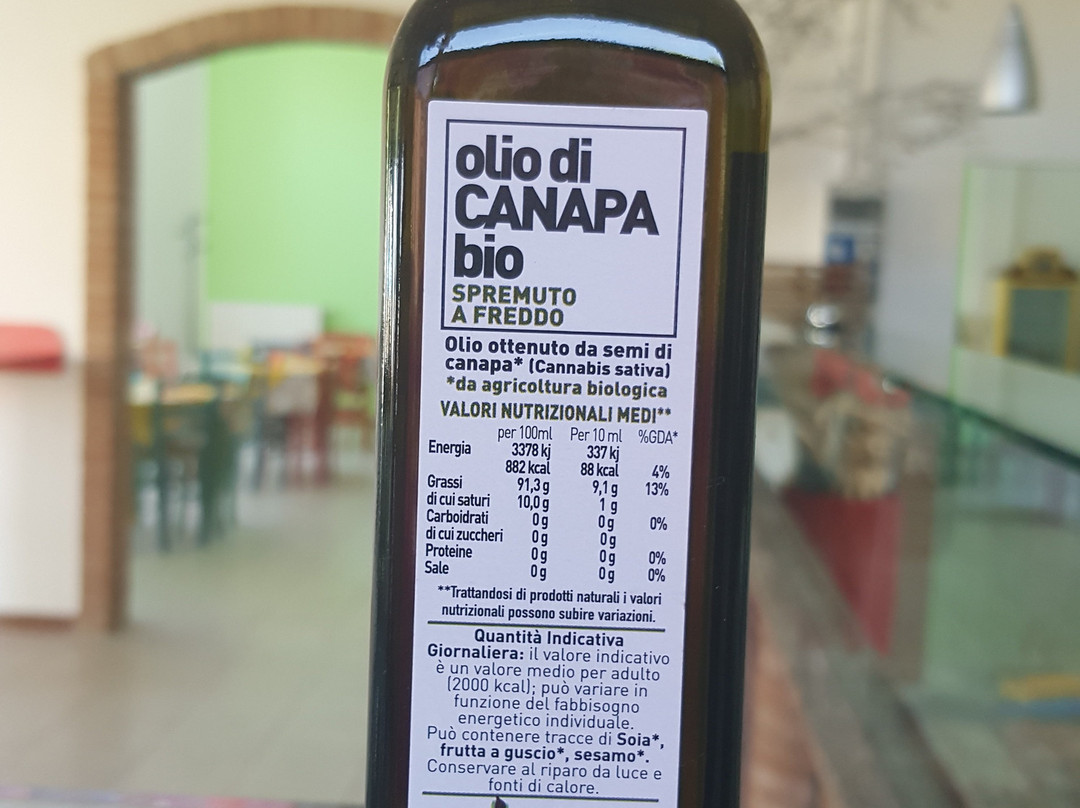 olio di
CANAPA
bio
SPREMUTO
A FREDDO
Olio ottenuto da semi di
canapa* (Cannabis sativa)
*da agricoltura biologica
VALORI NUTRIZIONALI MEDI**
per 100ml Per 10 ml %GDA*
Energia 3378 kj 337 kj
882 kcal 88 kcal 4%
Grassi 91,3 g 9,1 g 13%
di cui saturi 10,0 g 1 g
Carboidrati 0 g 0 g 0%
di cui zuccheri 0 g 0 g
Proteine 0 g 0 g 0%
Sale 0 g 0 g 0%
**Trattandosi di prodotti naturali i valori
nutrizionali possono subire variazioni.
Quantità Indicativa
Giornaliera: il valore indicativo
è un valore medio per adulto
(2000 kcal); può variare in
funzione del fabbisogno
energetico individuale.
Può contenere tracce di Soia*,
frutta a guscio*, sesamo*.
Conservare al riparo da luce e
fonti di calore.